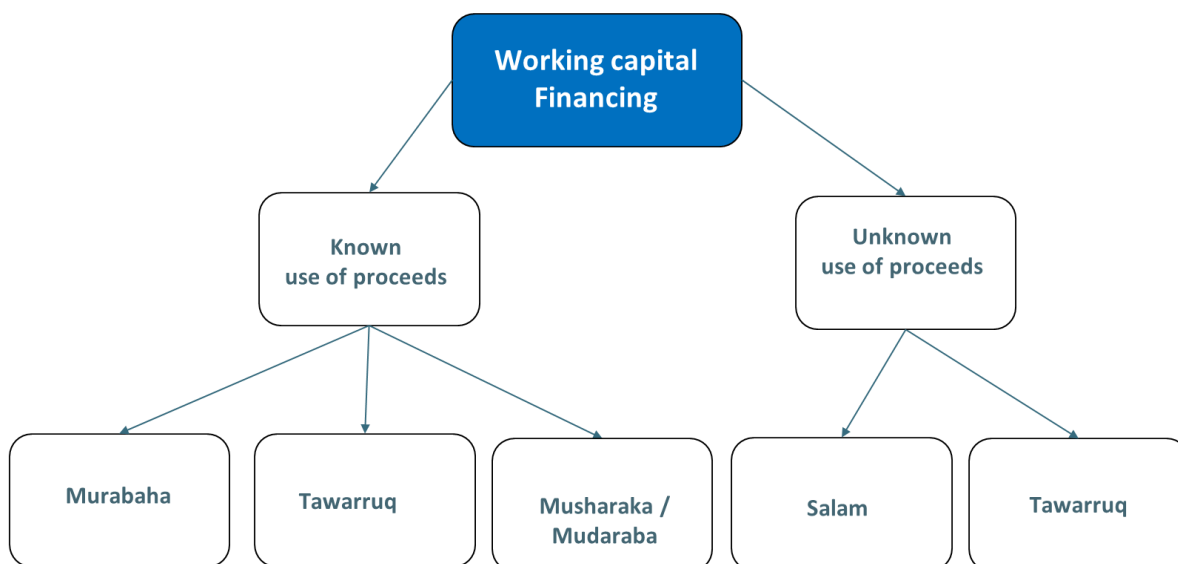 Working capital
Financing
Known
use of proceeds
Unknown
use of proceeds
Murabaha
Tawarruq
Musharaka /
Mudaraba
Salam
Tawarruq